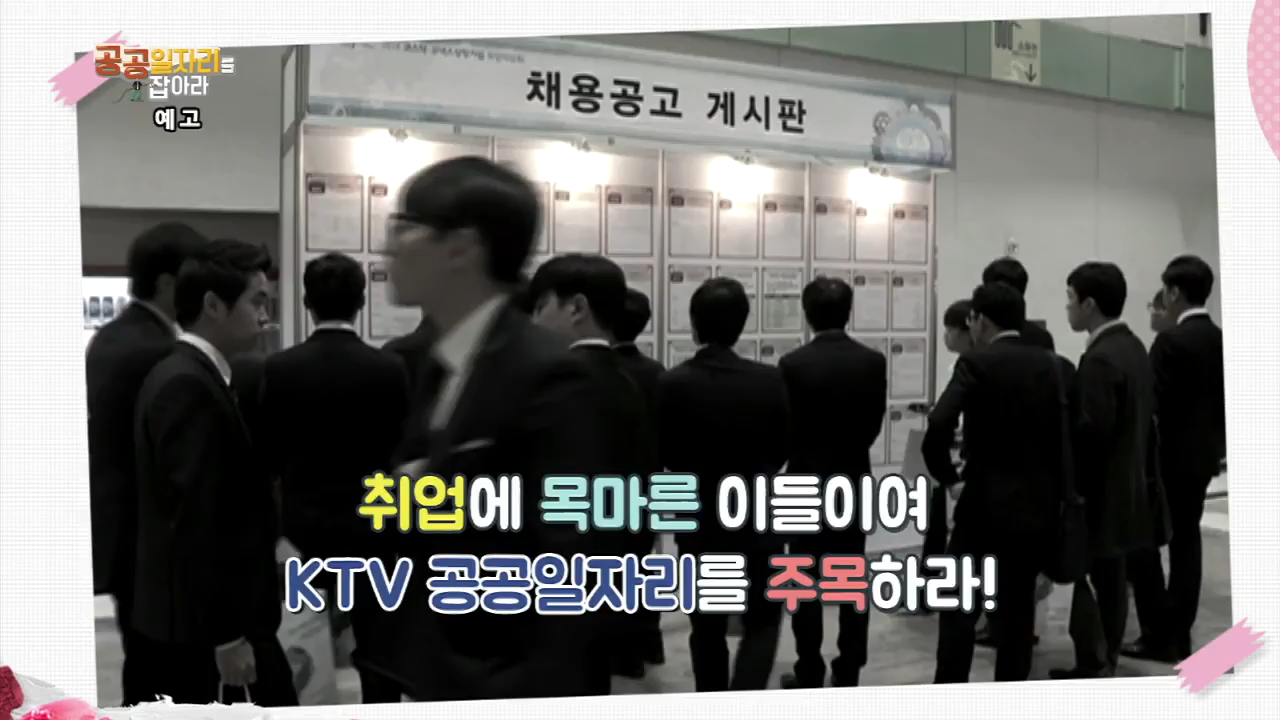 공공일자리를
잡아라
예고
채용공고 게시판
취업에 목마른 이들이여
KTV 공공일자리를 주목하라!